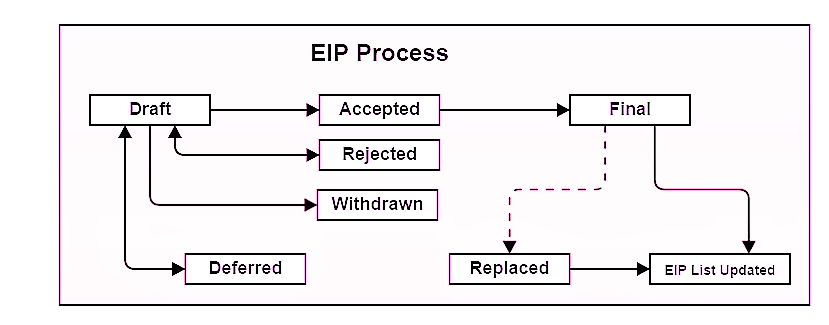 EIP Process
Draft
Accepted
Final
Rejected
Withdrawn
Deferred
Replaced
EIP List Updated